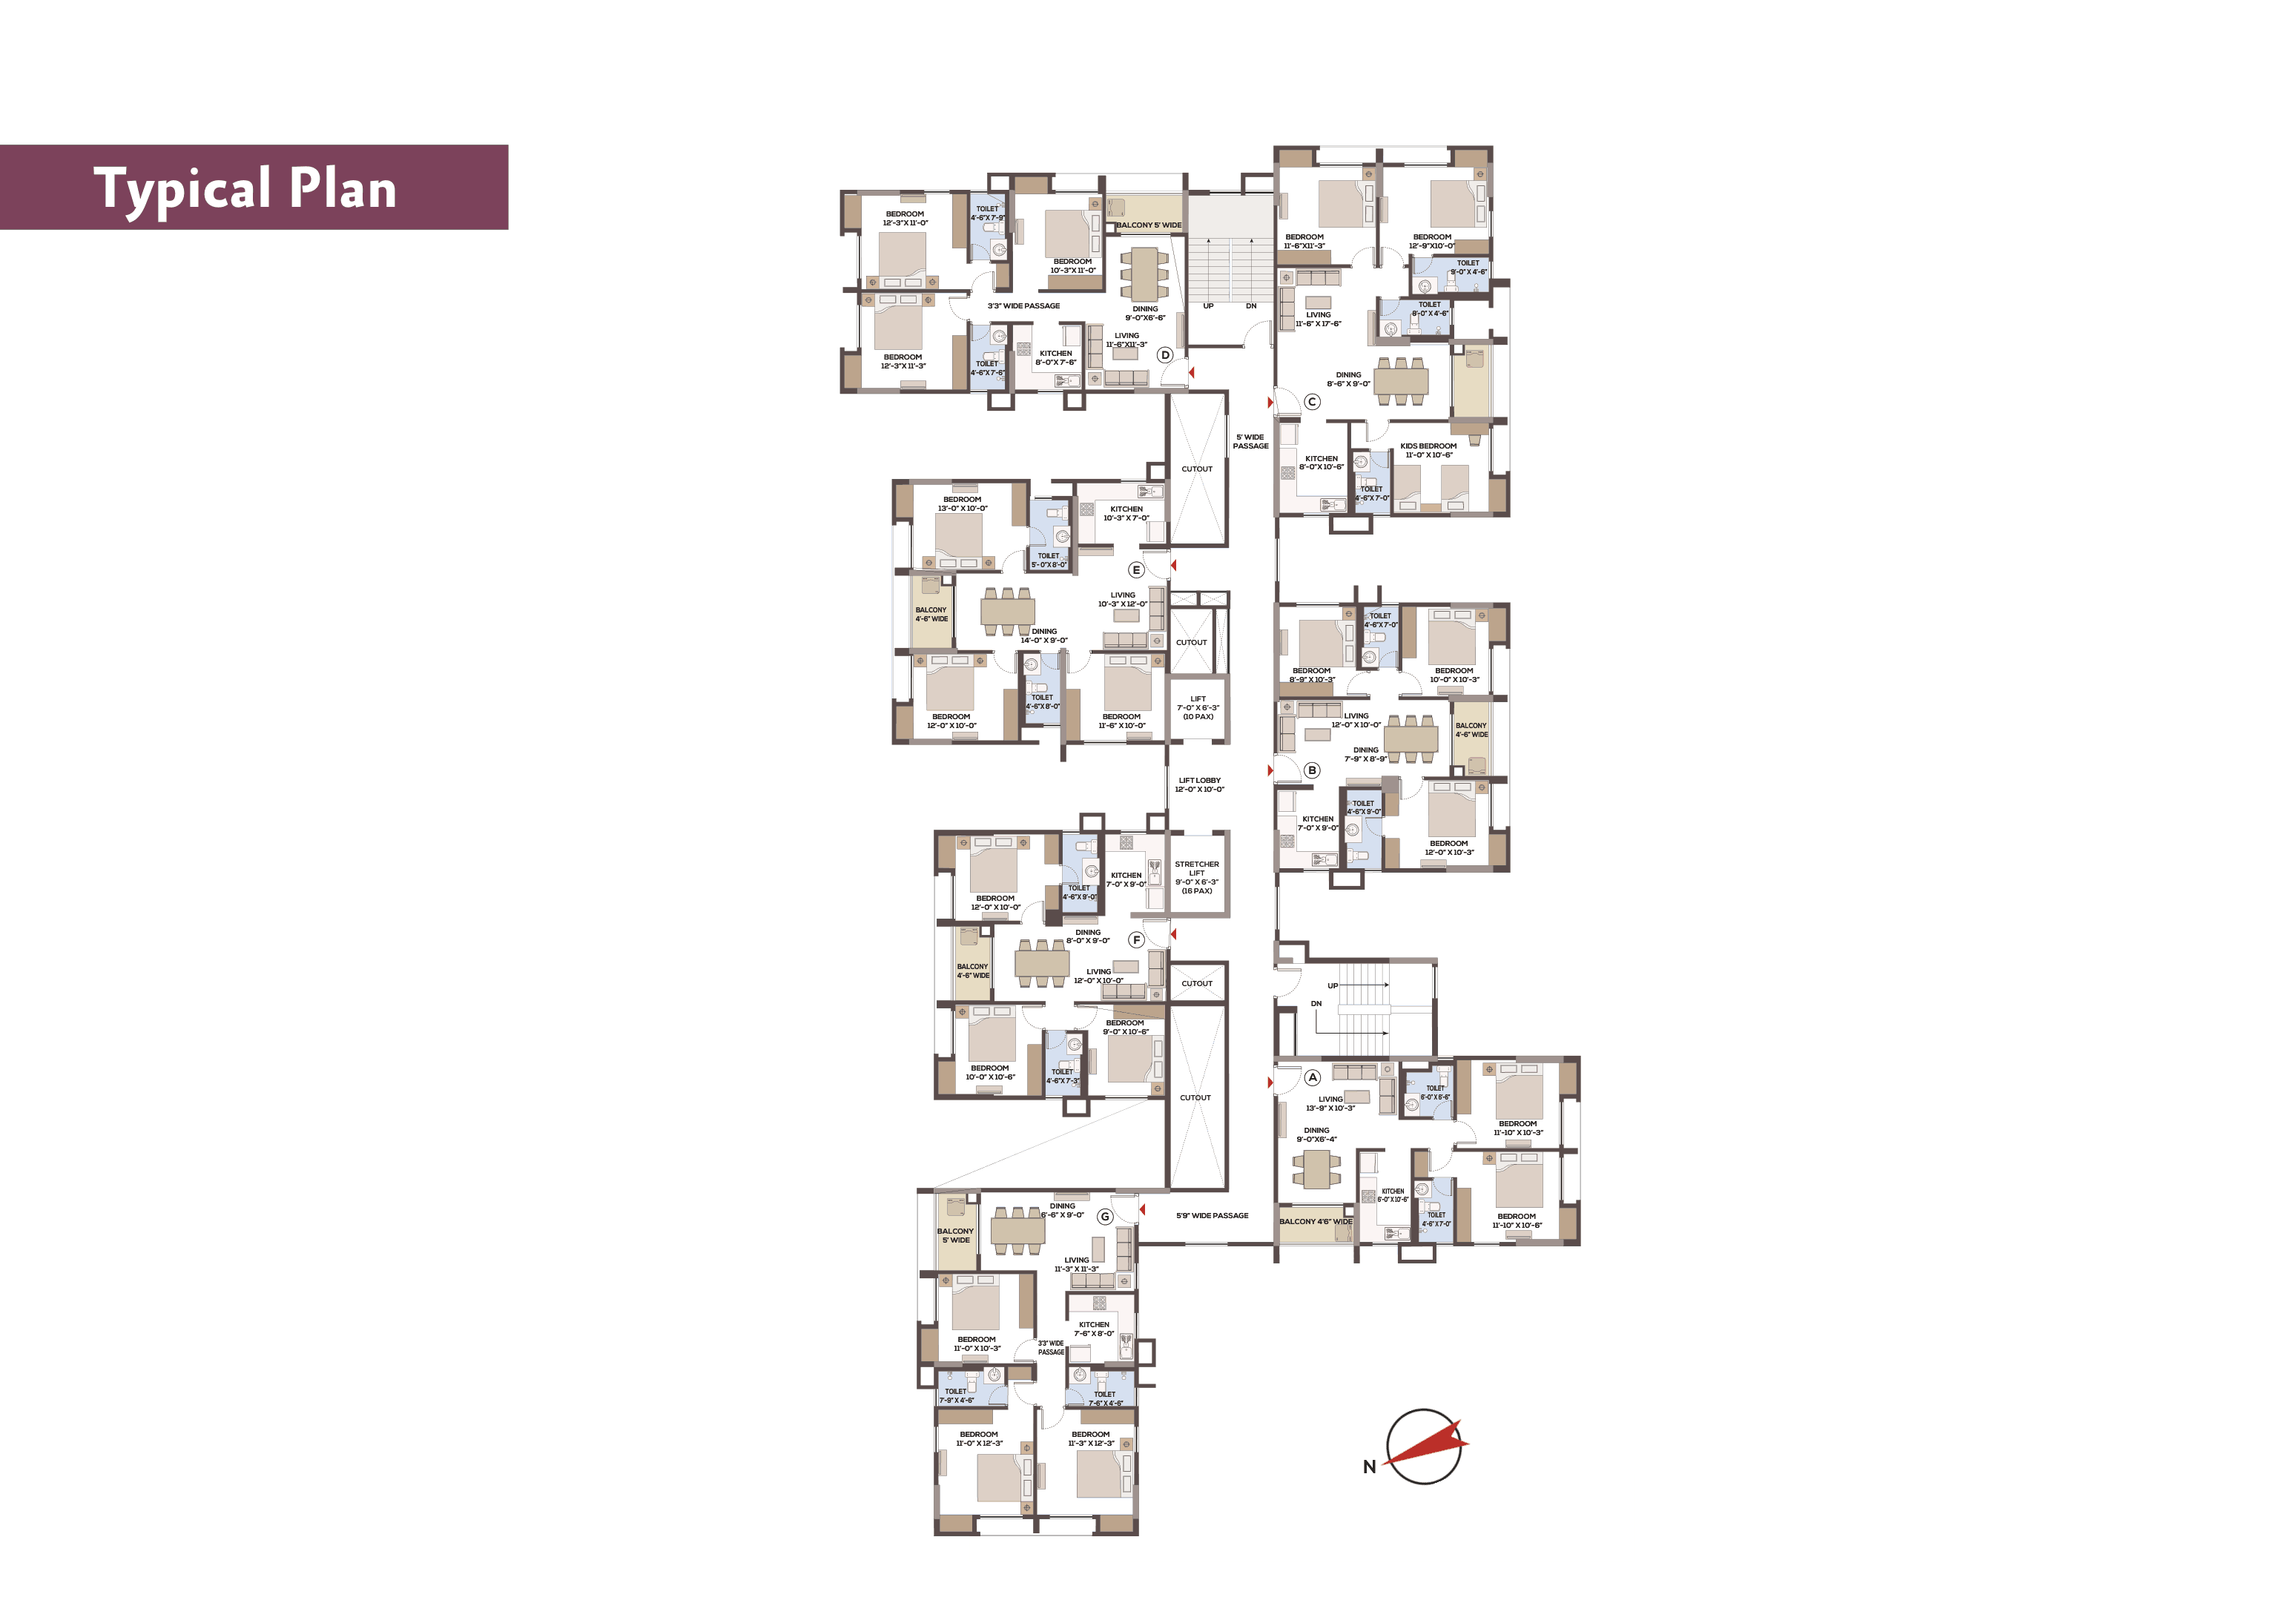 Typical Plan
BEDROOM
12'-3"X 11'-0"
TOILET
4'-6"X 7'-9"
BEDROOM
10'-3"X 11'-0"
BALCONY 5' WIDE
DINING
9'-0"X6'-6"
3'3" WIDE PASSAGE
LIVING
11'-6"X11'-3"
D
BEDROOM
12'-3"X 11'-3"
TOILET
4'-6"X 7'-6"
KITCHEN
8'-0"X 7'-6"
UP
DN
BEDROOM
11'-6"X11'-3"
BEDROOM
12'-9"X10'-0"
TOILET
9'-0" X 4'-6"
TOILET
8'-0" X 4'-6"
LIVING
11'-6" X 17'-6"
DINING
8'-6" X 9'-0"
C
KITCHEN
8'-0"X 10'-6"
TOILET
4'-6"X 7'-0"
KIDS BEDROOM
11'-0" X 10'-6"
5' WIDE
PASSAGE
CUTOUT
BEDROOM
13'-0" X 10'-0"
TOILET
5'-0"X 8'-0"
KITCHEN
10'-3" X 7'-0"
E
LIVING
10'-3" X 12'-0"
BALCONY
4'-6" WIDE
DINING
14'-0" X 9'-0"
BEDROOM
12'-0" X 10'-0"
TOILET
4'-6"X 8'-0"
BEDROOM
11'-6" X 10'-0"
CUTOUT
LIFT
7'-0" X 6'-3"
(10 PAX)
LIFT LOBBY
12'-0" X 10'-0"
STRETCHER
LIFT
9'-0" X 6'-3"
(16 PAX)
BEDROOM
8'-9" X 10'-3"
TOILET
4'-6"X 7'-0"
BEDROOM
10'-0" X 10'-3"
LIVING
12'-0" X 10'-0"
DINING
7'-9" X 8'-9"
BALCONY
4'-6" WIDE
B
KITCHEN
7'-0" X 9'-0"
TOILET
4'-6"X 9'-0"
BEDROOM
12'-0" X 10'-3"
BEDROOM
12'-0" X 10'-0"
TOILET
4'-6"X 9'-0"
KITCHEN
7'-0" X 9'-0"
DINING
8'-0" X 9'-0"
F
BALCONY
4'-6" WIDE
LIVING
12'-0" X 10'-0"
BEDROOM
10'-0" X 10'-6"
TOILET
4'-6"X 7'-3"
BEDROOM
9'-0" X 10'-6"
CUTOUT
CUTOUT
UP
DN
A
LIVING
13'-9" X 10'-3"
DINING
9'-0"X6'-4"
TOILET
6'-0" X 6'-6"
BEDROOM
11'-10" X 10'-3"
KITCHEN
6'-0" X 10'-6"
TOILET
4'-6" X 7'-0"
BEDROOM
11'-10" X 10'-6"
BALCONY 4'6" WIDE
5'9" WIDE PASSAGE
DINING
6'-6" X 9'-0"
G
BALCONY
5' WIDE
LIVING
11'-3" X 11'-3"
KITCHEN
7'-6" X 8'-0"
BEDROOM
11'-0" X 10'-3"
3'3" WIDE
PASSAGE
TOILET
7'-9" X 4'-6"
TOILET
7'-6" X 4'-6"
BEDROOM
11'-0" X 12'-3"
BEDROOM
11'-3" X 12'-3"
N